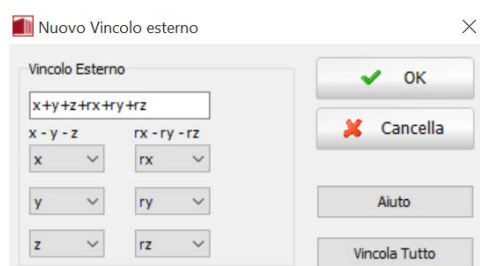 Nuovo Vincolo esterno
Vincolo Esterno
x+y+z+rx+ry+rz
x - y - z rx - ry - rz
x rx
y ry
z rz
OK
Cancella
Aiuto
Vincola Tutto